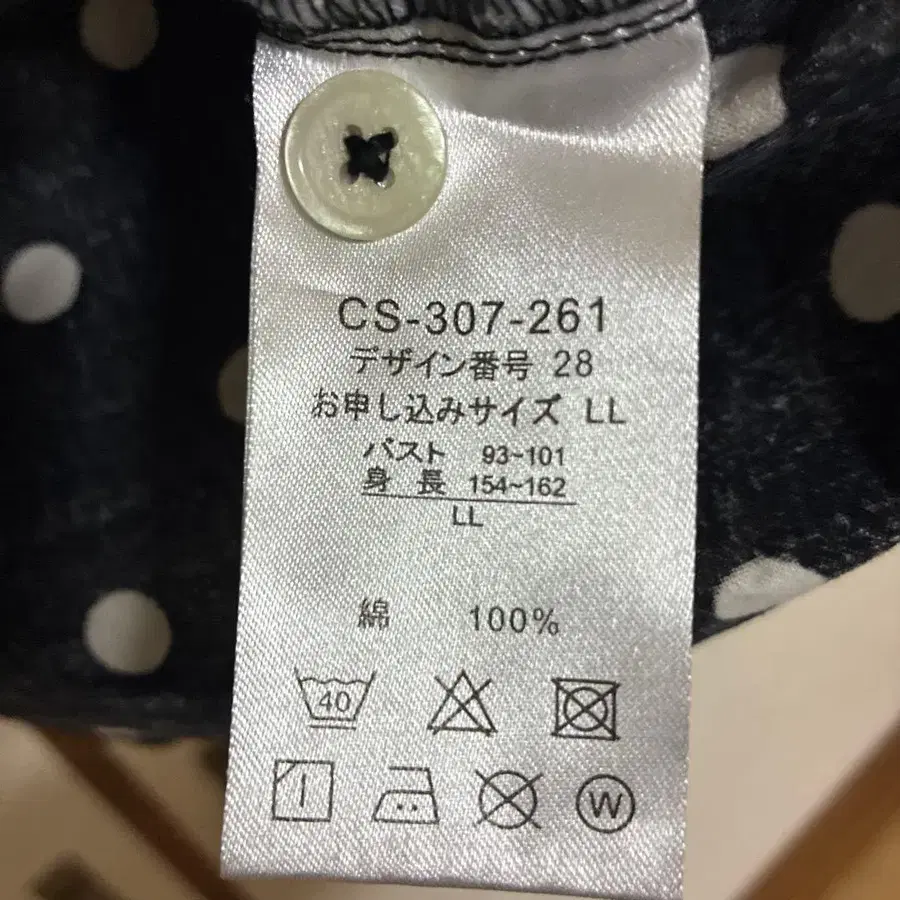 CS-307-261
デザイン番号 28
お申し込みサイズ LL
バスト 93~101
身長 154~162
LL
綿 100%
40
W